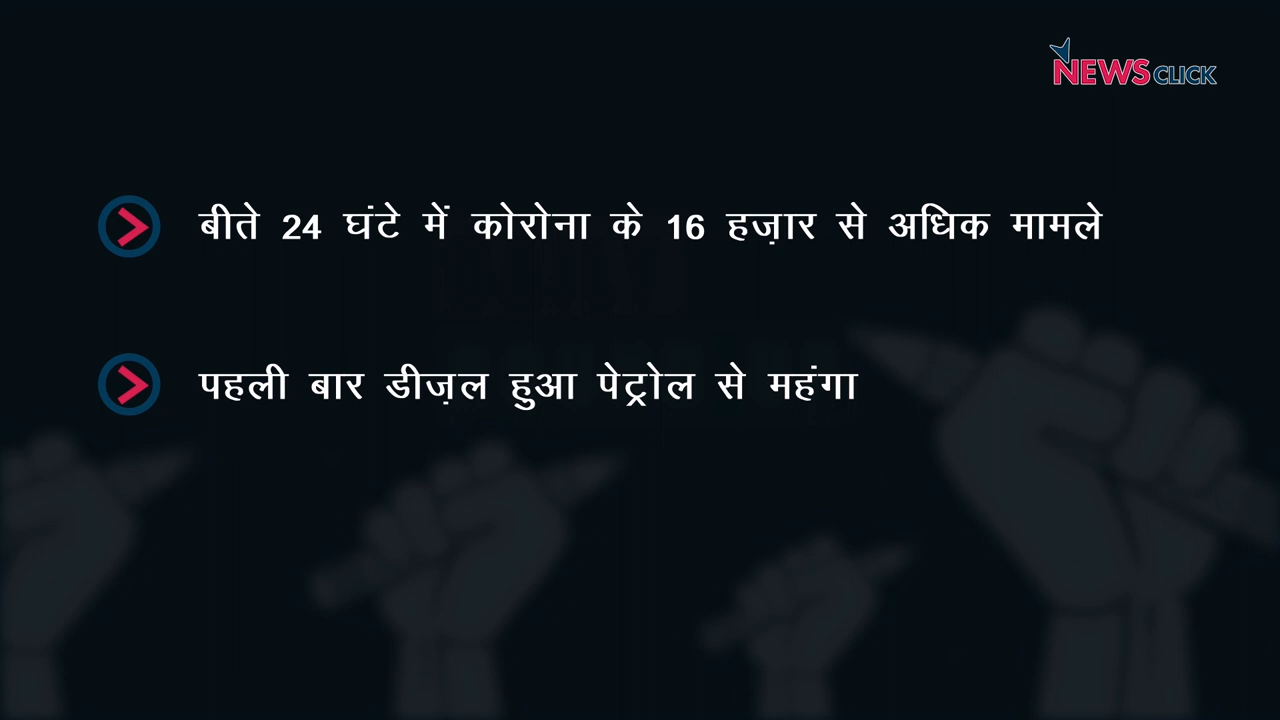 NEWSCLICK
बीते 24 घंटे में कोरोना के 16 हज़ार से अधिक मामले
पहली बार डीज़ल हुआ पेट्रोल से महंगा